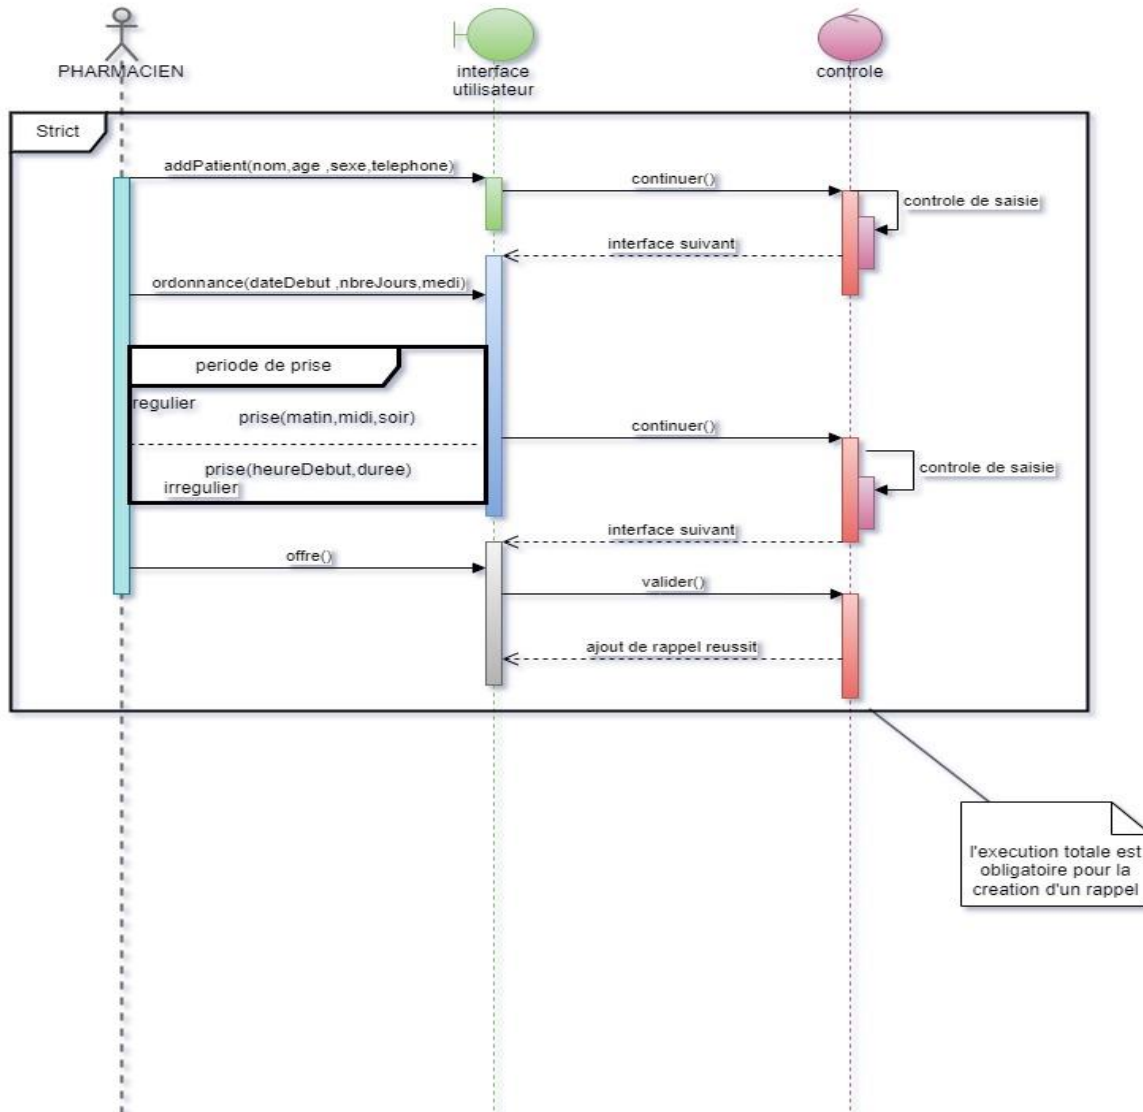 PHARMACIEN
interface
utilisateur
controle
Strict
addPatient(nom,age ,sexe,telephone)
continuer()
controle de saisie
interface suivant
ordonnance(dateDebut ,nbreJours,medi)
periode de prise
regulier
prise(matin,midi,soir)
continuer()
controle de saisie
prise(heureDebut,duree)
irregulier
interface suivant
offre()
valider()
ajout de rappel reussit
l'execution totale est
obligatoire pour la
creation d'un rappel